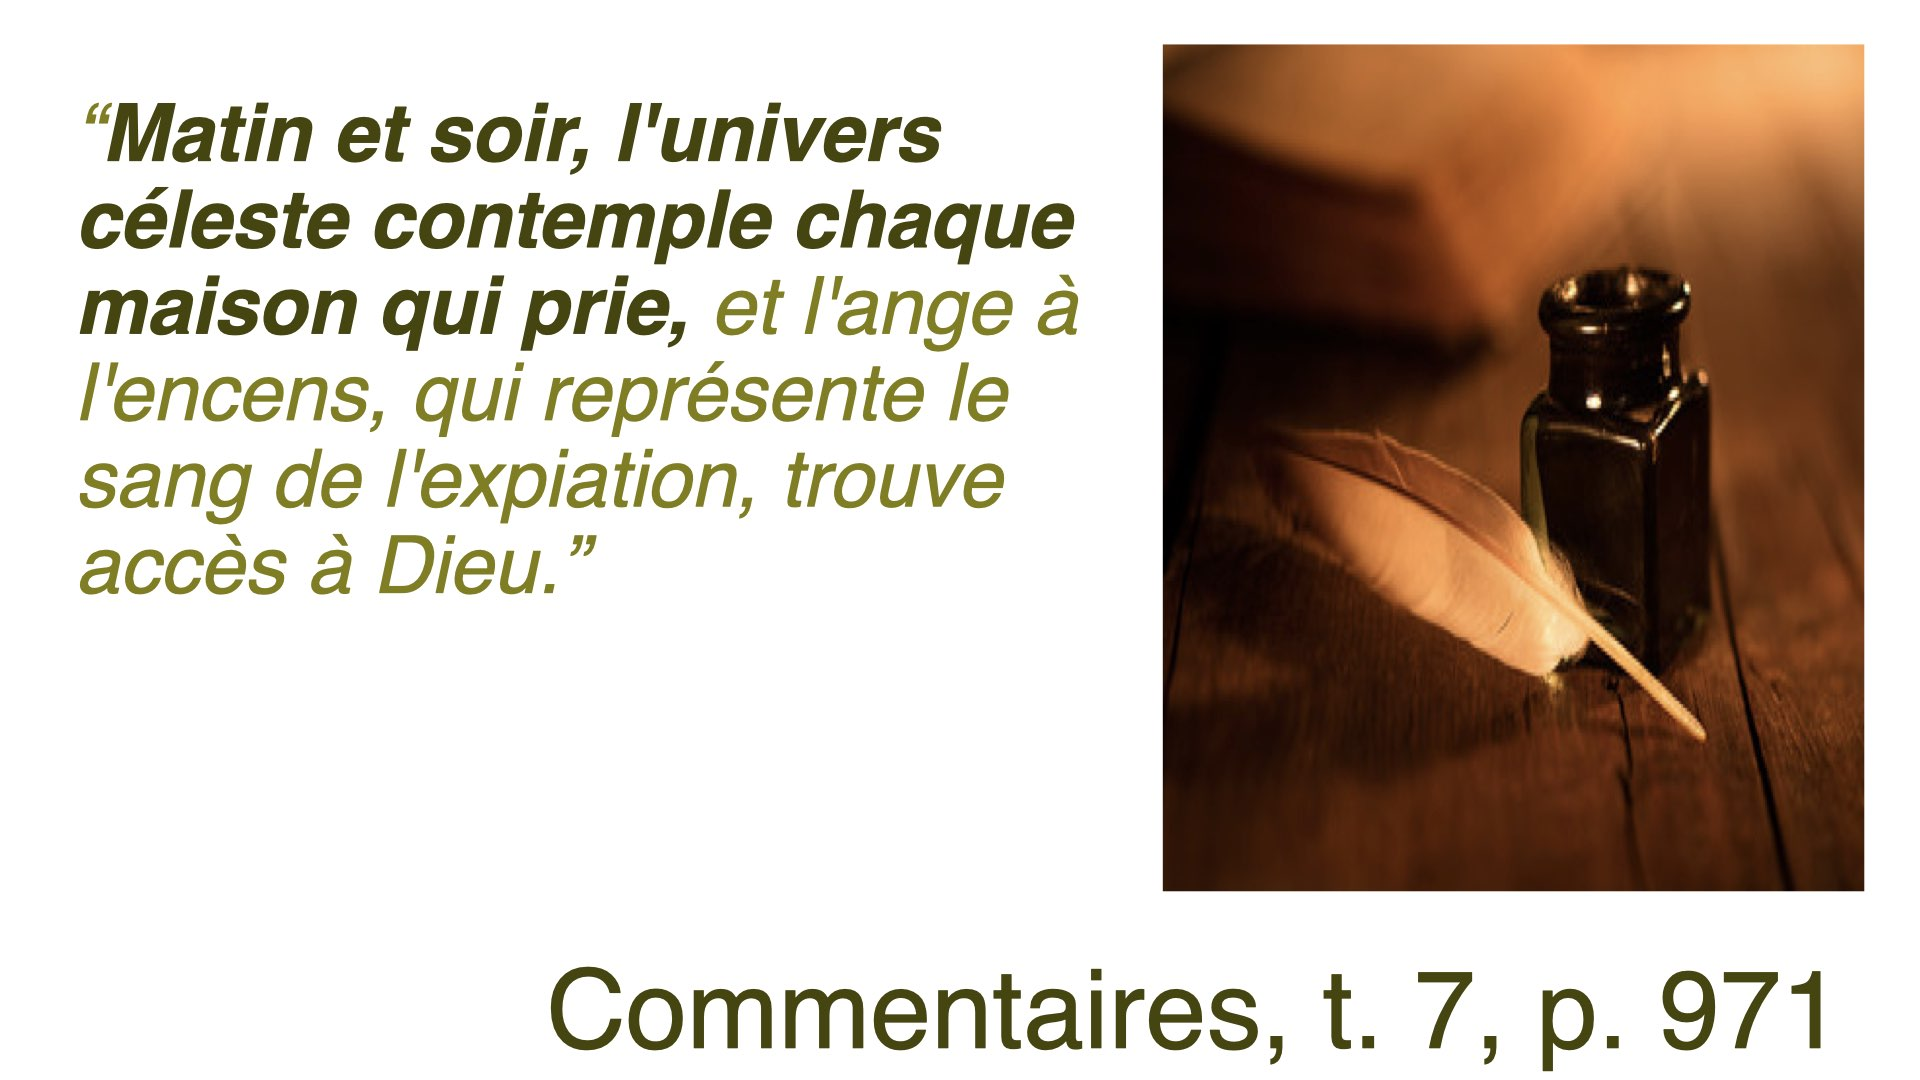 “Matin et soir, l'univers
céleste contemple chaque
maison qui prie, et l'ange à
l'encens, qui représente le
sang de l'expiation, trouve
accès à Dieu.”
Commentaires, t. 7, p. 971